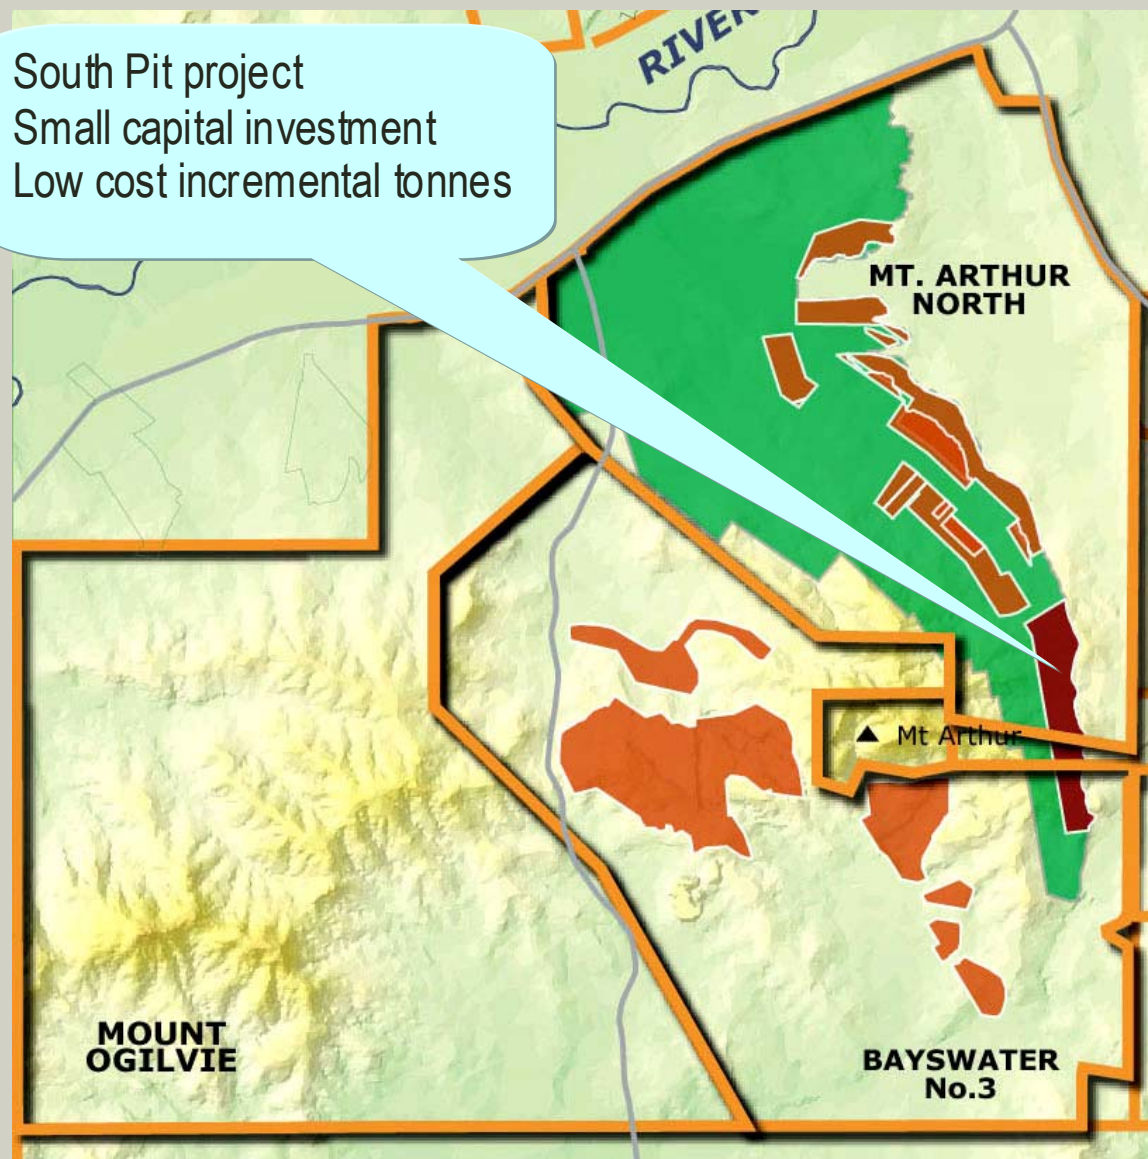 RIVER
South Pit project
Small capital investment
Low cost incremental tonnes
MT. ARTHUR
NORTH
Mt Arthur
MOUNT
OGILVIE
BAYSWATER
No.3